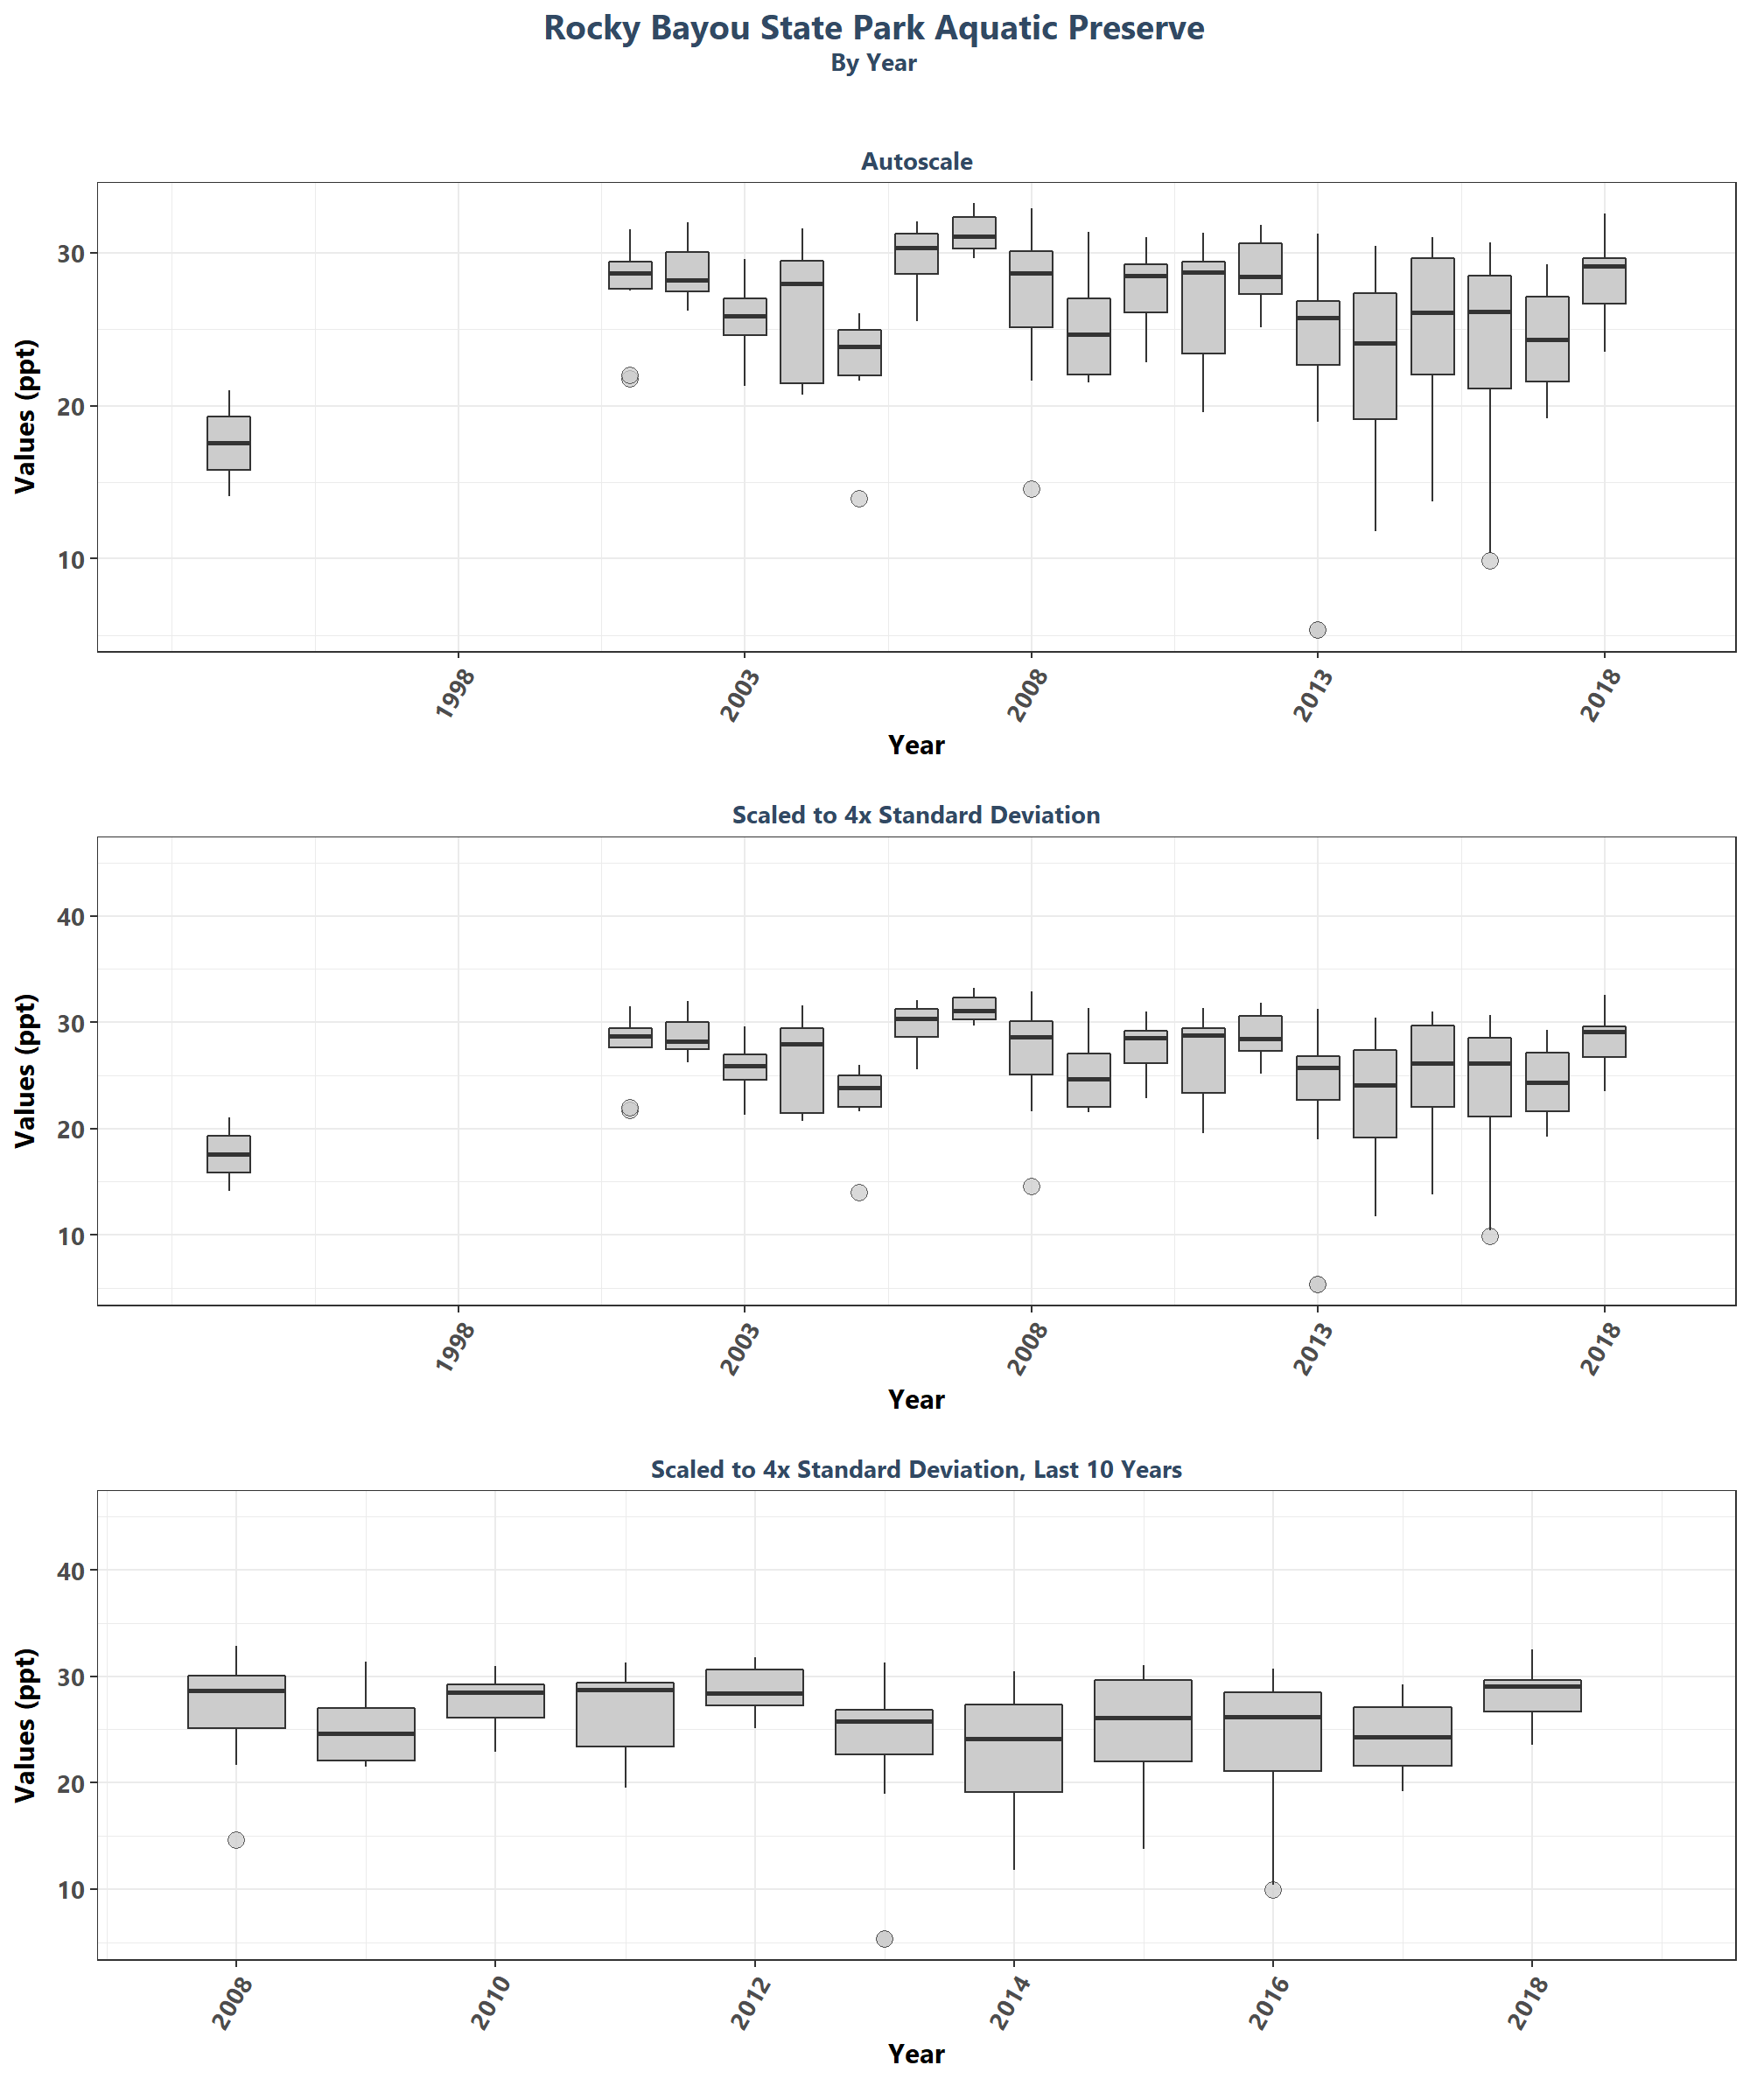 Rocky Bayou State Park Aquatic Preserve
By Year
Autoscale
30
20
10
Values (ppt)
1998 2003 2008 2013 2018
Year
Scaled to 4x Standard Deviation
40
30
20
10
Values (ppt)
1998 2003 2008 2013 2018
Year
Scaled to 4x Standard Deviation, Last 10 Years
40
30
20
10
Values (ppt)
2008 2010 2012 2014 2016 2018
Year